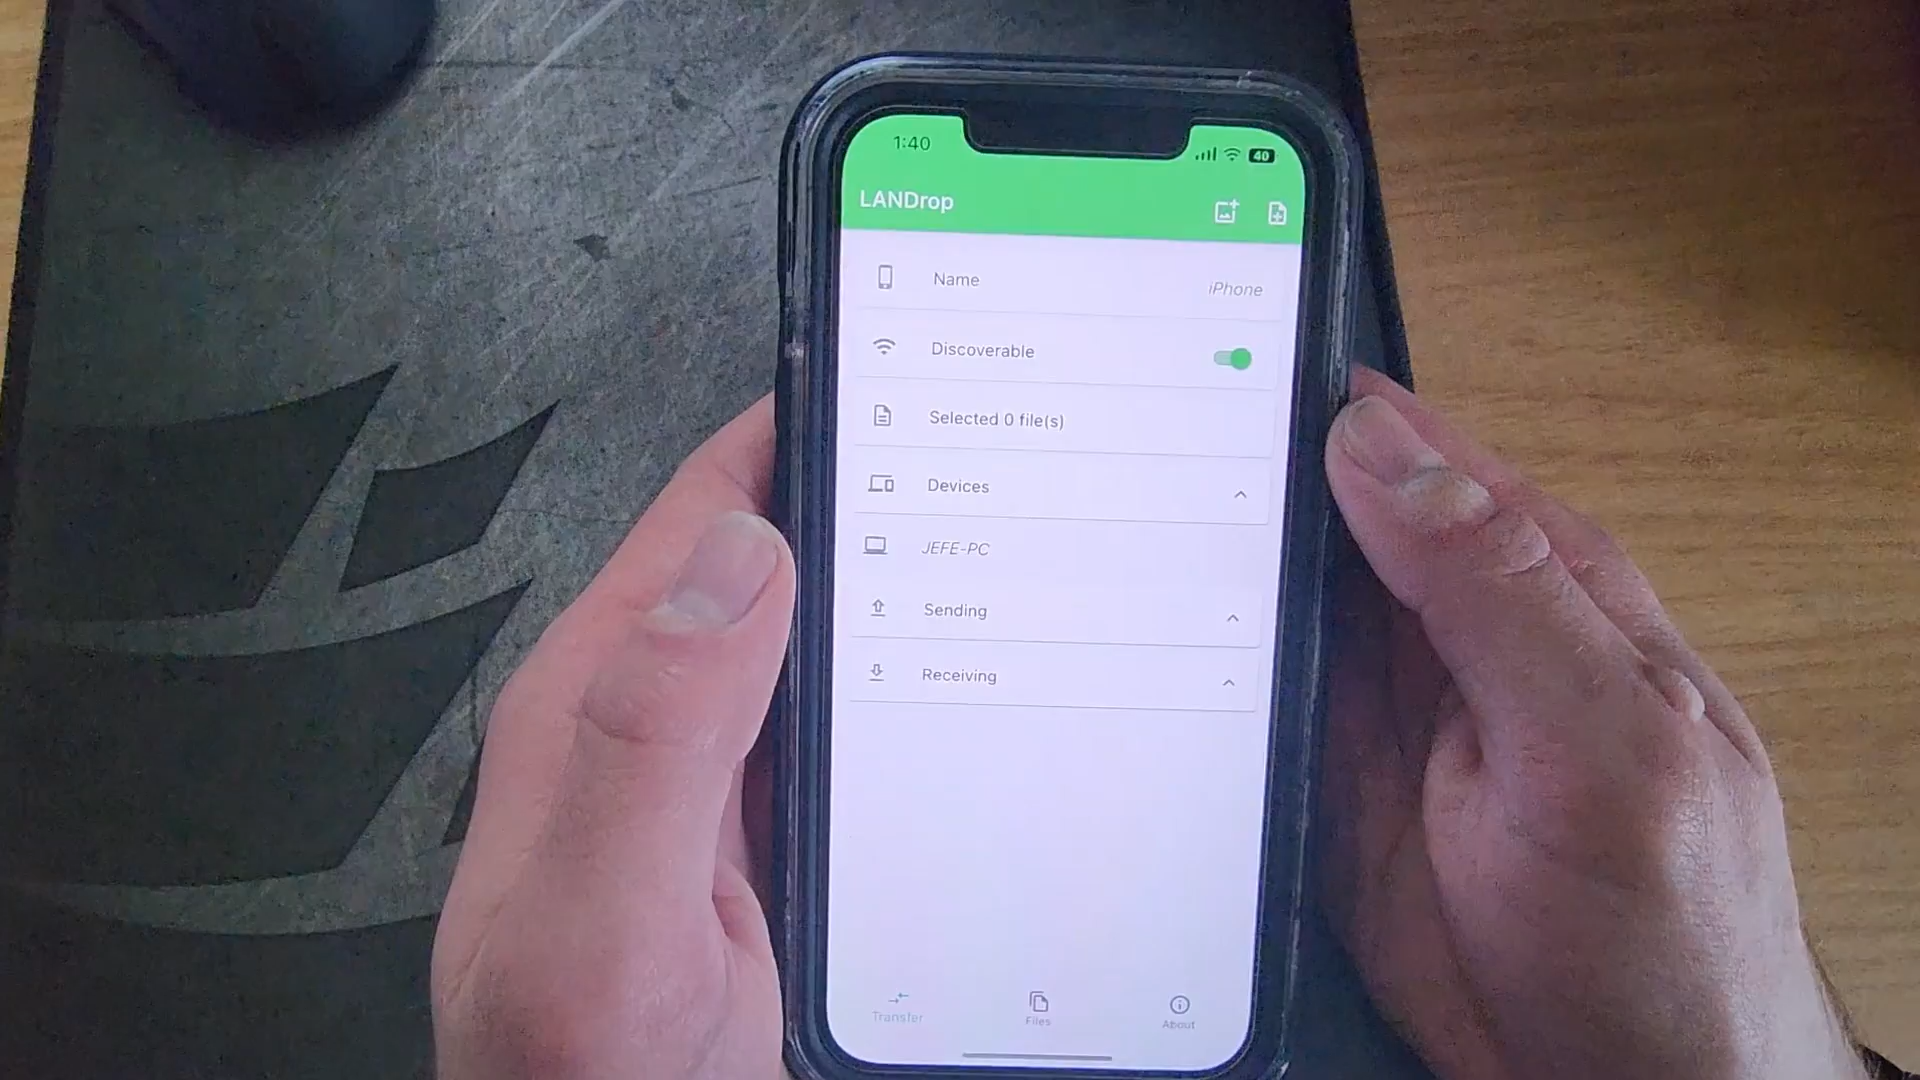 1:40
40
LANDrop
Name
iPhone
Discoverable
Selected 0 file(s)
Devices
JEFE-PC
Sending
Receiving
Transfer
Files
About